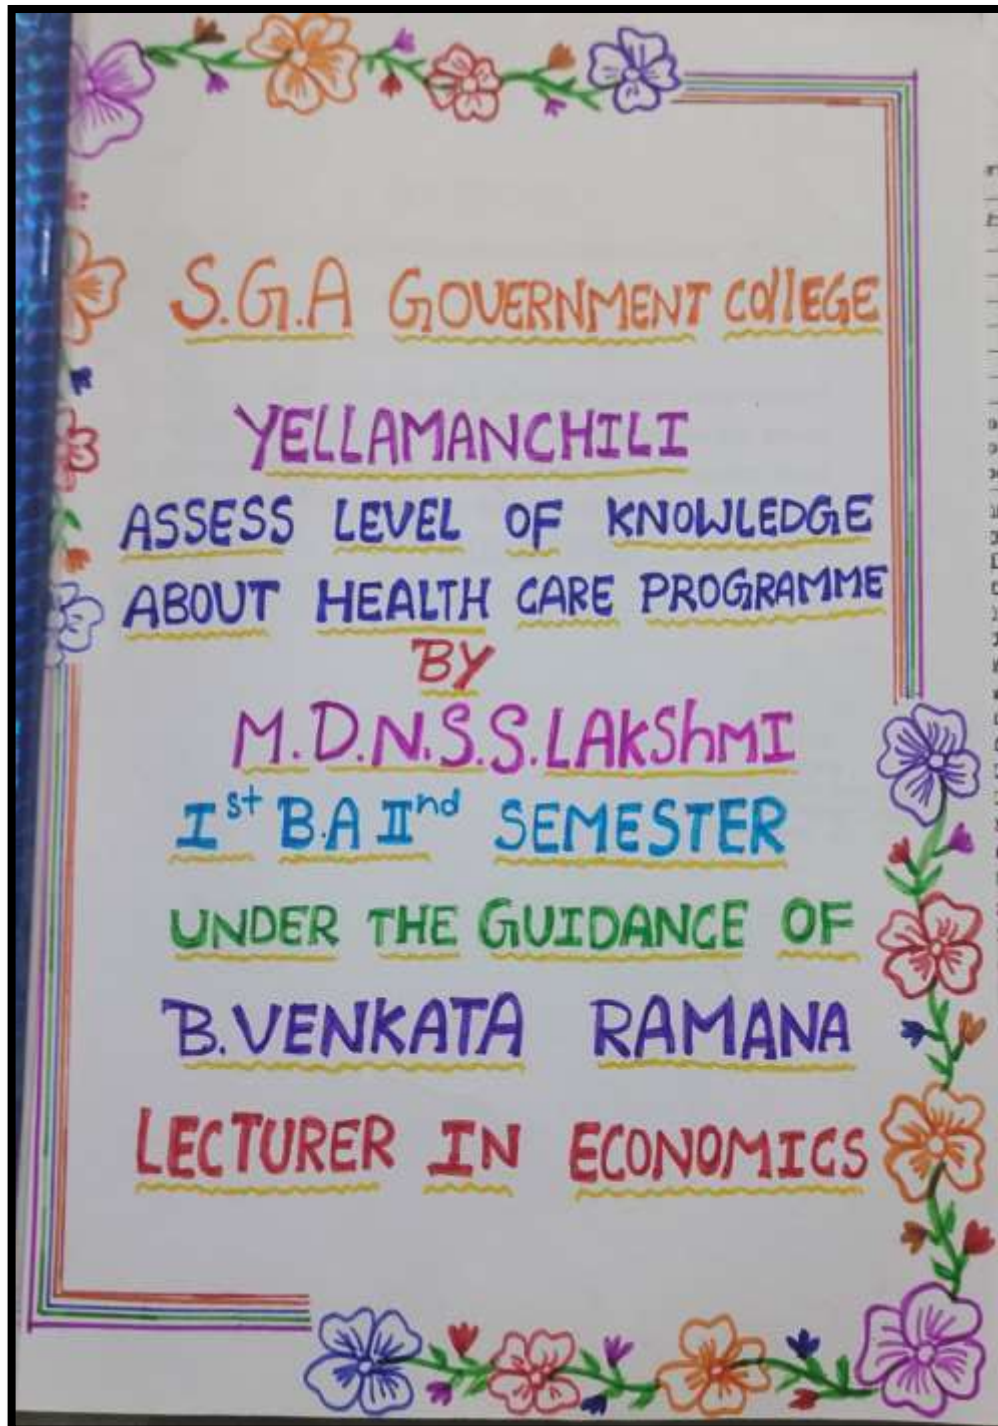 S.G.A GOVERNMENT COllEGE
YELLAMANCHILI
ASSESS LEVEL OF KNOWLEDGE
ABOUT HEALTH CARE PROGRAMME
BY
M.D.N.S.S.LAKShMI
Ist B.A IInd SEMESTER
UNDER THE GUIDANCE OF
B.VENKATA RAMANA
LECTURER IN ECONOMICS